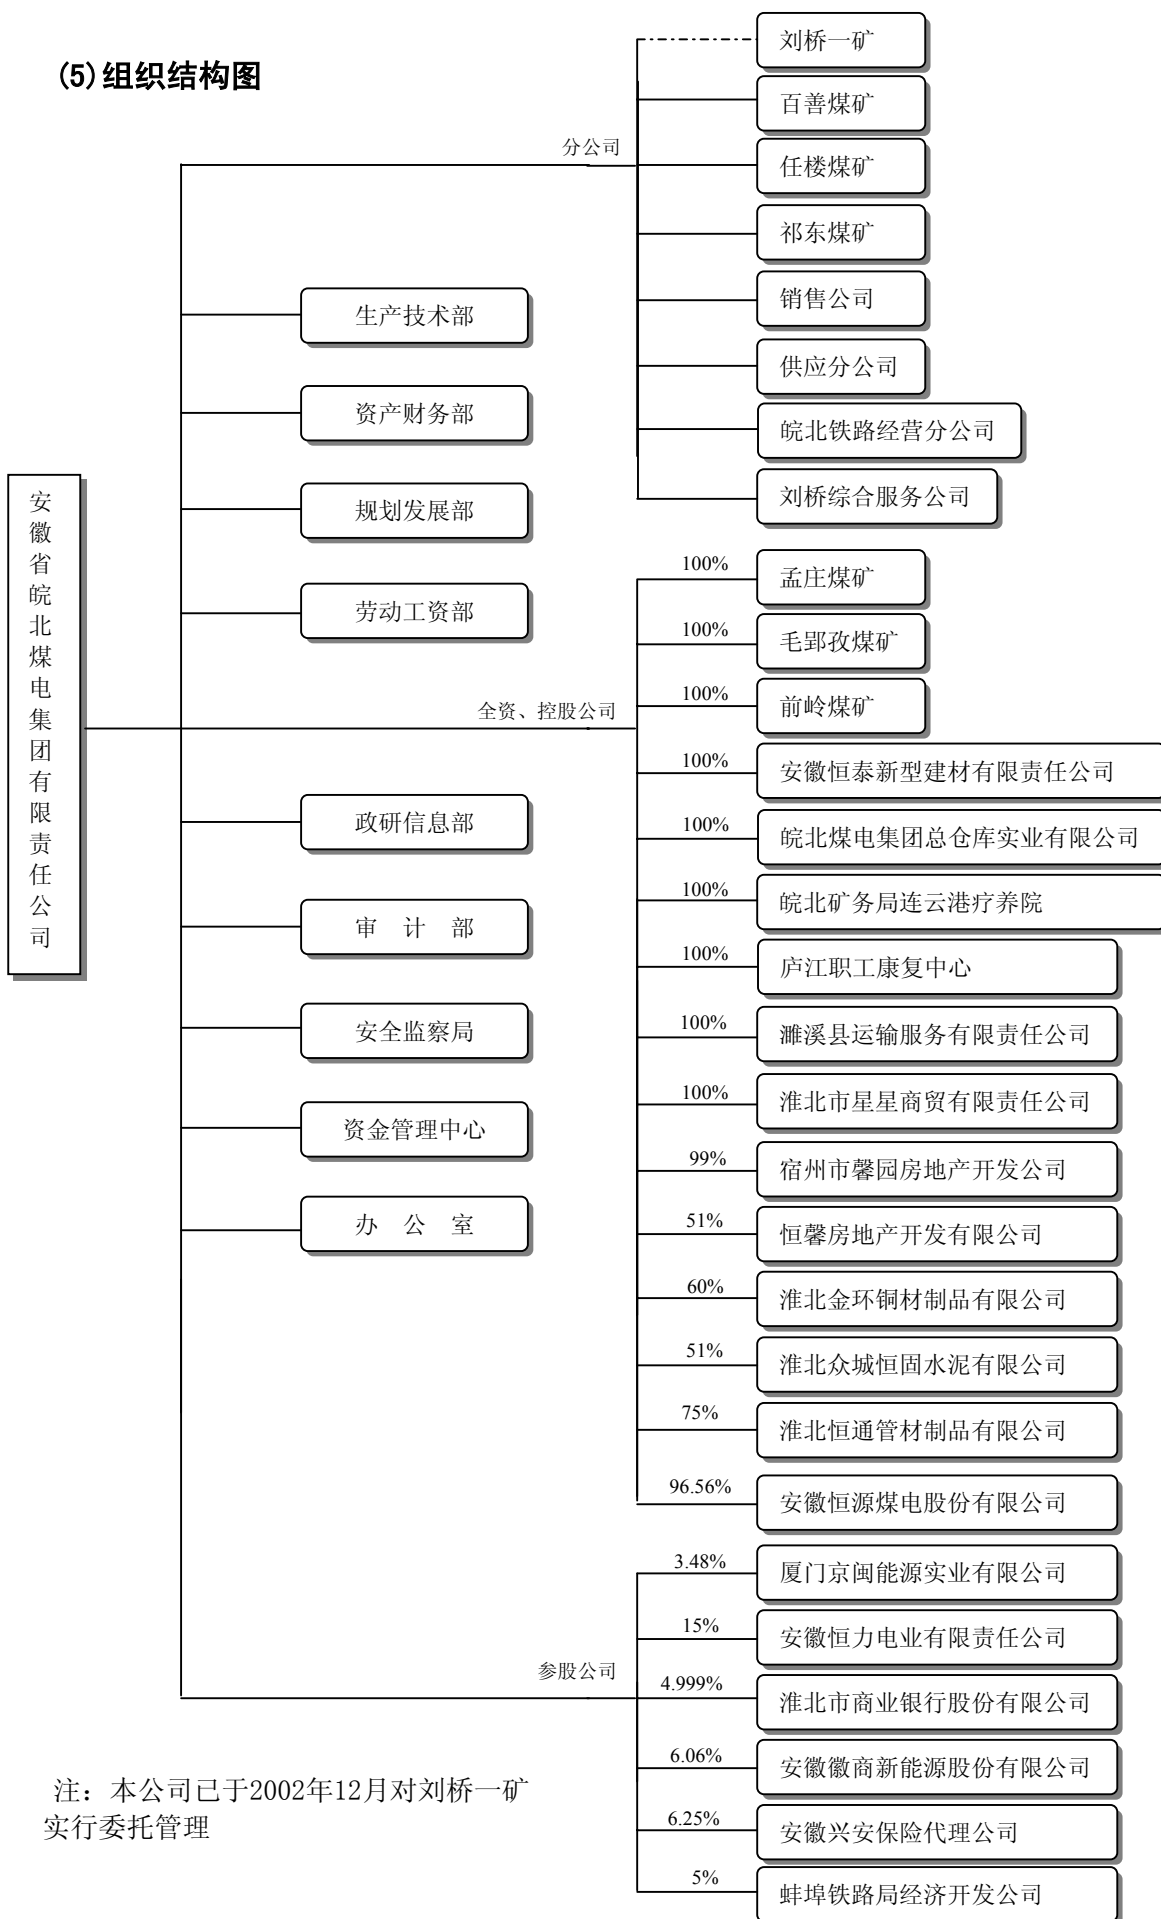 (5)组织结构图
安徽省皖北煤电集团有限责任公司
生产技术部
资产财务部
规划发展部
劳动工资部
政研信息部
审 计 部
安全监察局
资金管理中心
办 公 室
分公司
刘桥一矿
百善煤矿
任楼煤矿
祁东煤矿
销售公司
供应分公司
皖北铁路经营分公司
刘桥综合服务公司
全资、控股公司
100% 孟庄煤矿
100% 毛郢孜煤矿
100% 前岭煤矿
100% 安徽恒泰新型建材有限责任公司
100% 皖北煤电集团总仓库实业有限公司
100% 皖北矿务局连云港疗养院
100% 庐江职工康复中心
100% 濉溪县运输服务有限责任公司
100% 淮北市星星商贸有限责任公司
99% 宿州市馨园房地产开发公司
51% 恒馨房地产开发有限公司
60% 淮北金环铜材制品有限公司
51% 淮北众城恒固水泥有限公司
75% 淮北恒通管材制品有限公司
96.56% 安徽恒源煤电股份有限公司
参股公司
3.48% 厦门京闽能源实业有限公司
15% 安徽恒力电业有限责任公司
4.999% 淮北市商业银行股份有限公司
6.06% 安徽徽商新能源股份有限公司
6.25% 安徽兴安保险代理公司
5% 蚌埠铁路局经济开发公司
注：本公司已于2002年12月对刘桥一矿
实行委托管理